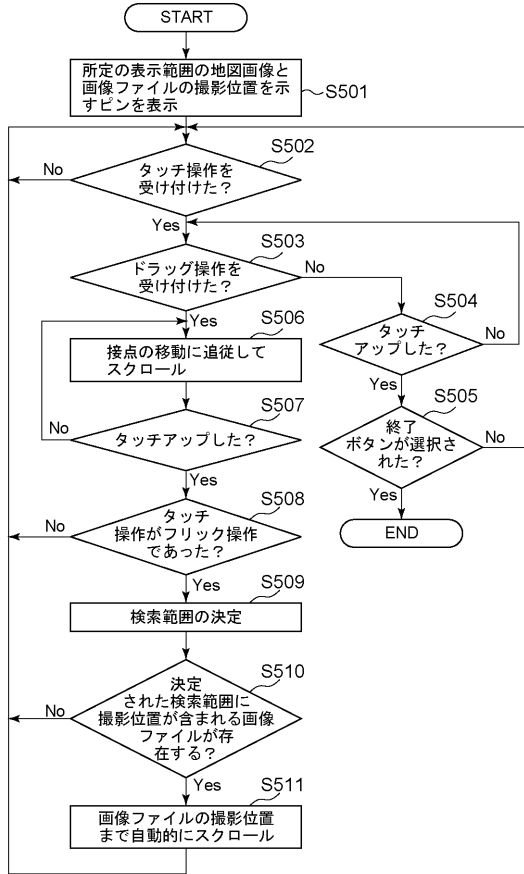 START
所定の表示範囲の地図画像と
画像ファイルの撮影位置を示
すピンを表示
S501
S502
タッチ操作を
受け付けた?
No
Yes
S503
ドラッグ操作を
受け付けた?
No
Yes
S504
タッチ
アップした?
No
Yes
S505
終了
ボタンが選択さ
れた?
No
Yes
END
S506
接点の移動に追従して
スクロール
S507
タッチアップした?
No
Yes
S508
タッチ
操作がフリック操作
であった?
No
Yes
S509
検索範囲の決定
S510
決定
された検索範囲に
撮影位置が含まれる画像
ファイルが存
在する?
No
Yes
S511
画像ファイルの撮影位置
まで自動的にスクロール